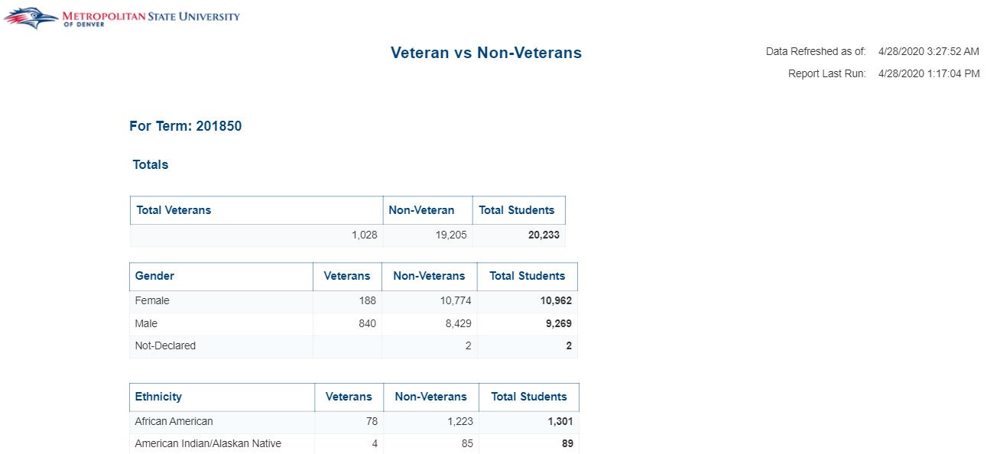 METROPOLITAN STATE UNIVERSITY
OF DENVER
Veteran vs Non-Veterans
Data Refreshed as of: 4/28/2020 3:27:52 AM
Report Last Run: 4/28/2020 1:17:04 PM
For Term: 201850
Totals
Total Veterans Non-Veteran Total Students
1,028 19,205 20,233
Gender Veterans Non-Veterans Total Students
Female 188 10,774 10,962
Male 840 8,429 9,269
Not-Declared 2 2
Ethnicity Veterans Non-Veterans Total Students
African American 78 1,223 1,301
American Indian/Alaskan Native 4 85 89